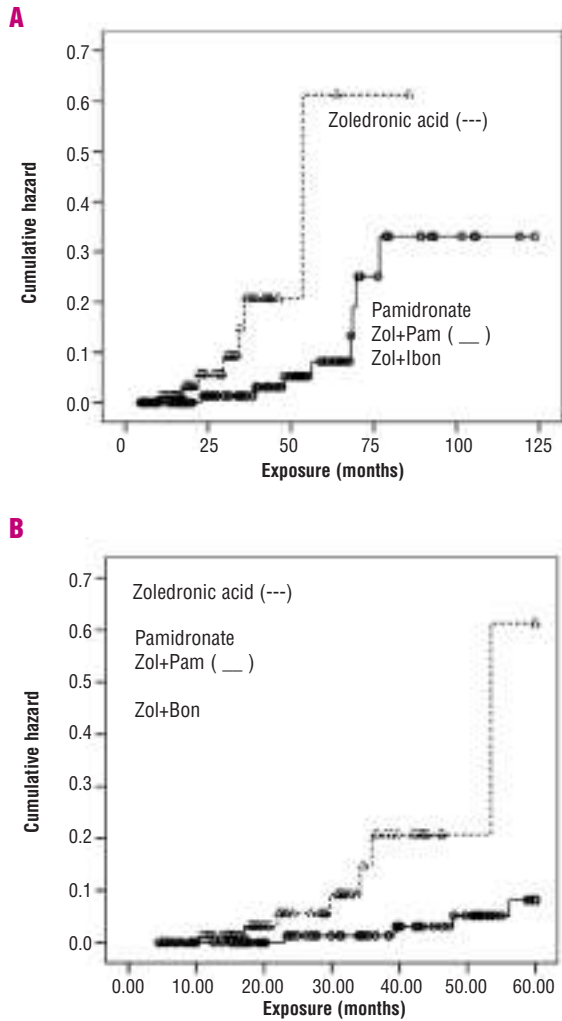 A
0.7
0.6
0.5
0.4
0.3
0.2
0.1
0.0
Cumulative hazard
Zoledronic acid (---)
Pamidronate
Zol+Pam ( __ )
Zol+Ibon
0 25 50 75 100 125
Exposure (months)
B
0.7
0.6
0.5
0.4
0.3
0.2
0.1
0.0
Cumulative hazard
Zoledronic acid (---)
Pamidronate
Zol+Pam ( __ )
Zol+Bon
0.00 10.00 20.00 30.00 40.00 50.00 60.00
Exposure (months)